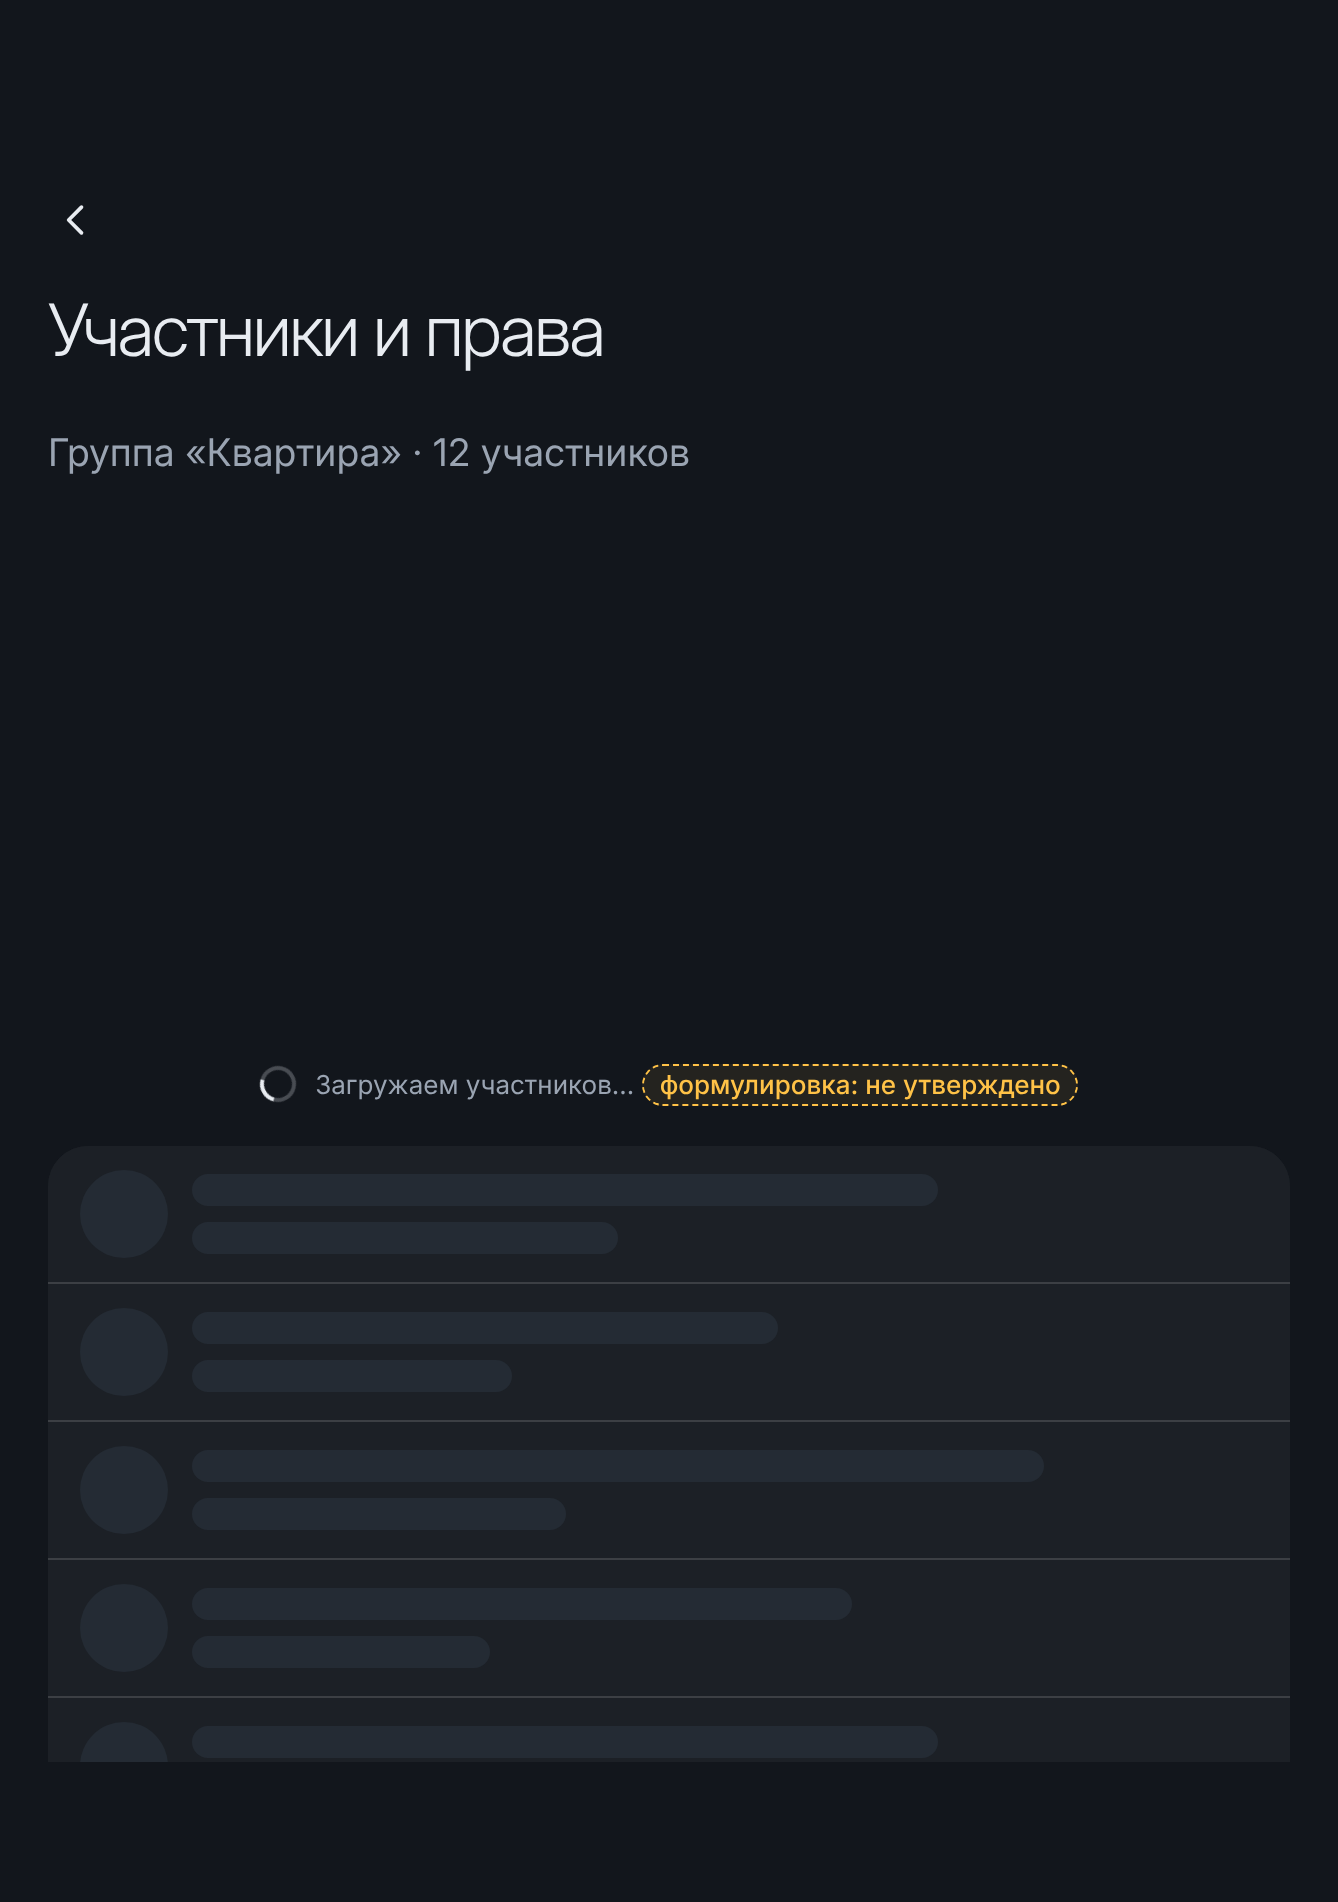 Участники и права
Группа «Квартира» · 12 участников
Загружаем участников... формулировка: не утверждено